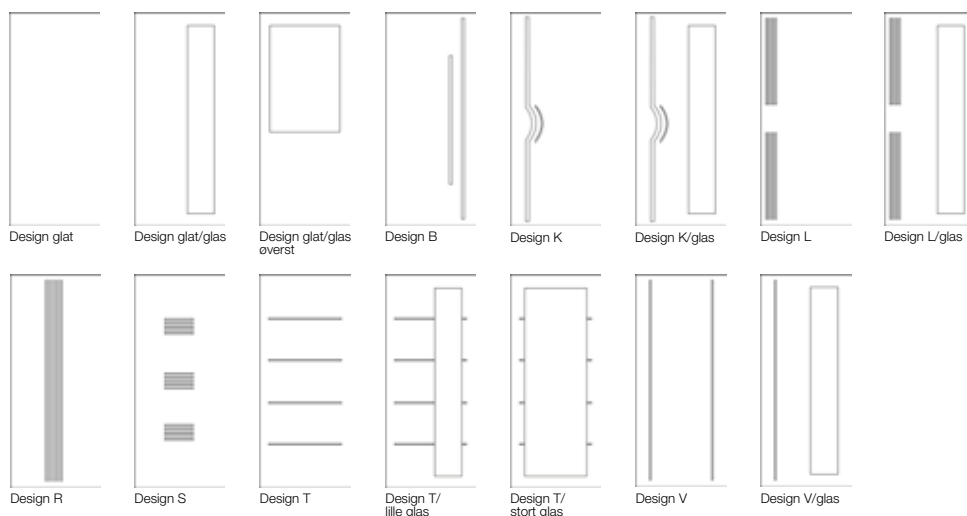 Design glat
Design glat/glas
Design glat/glas
øverst
Design B
Design K
Design K/glas
Design L
Design L/glas
Design R
Design S
Design T
Design T/
lille glas
Design T/
stort glas
Design V
Design V/glas